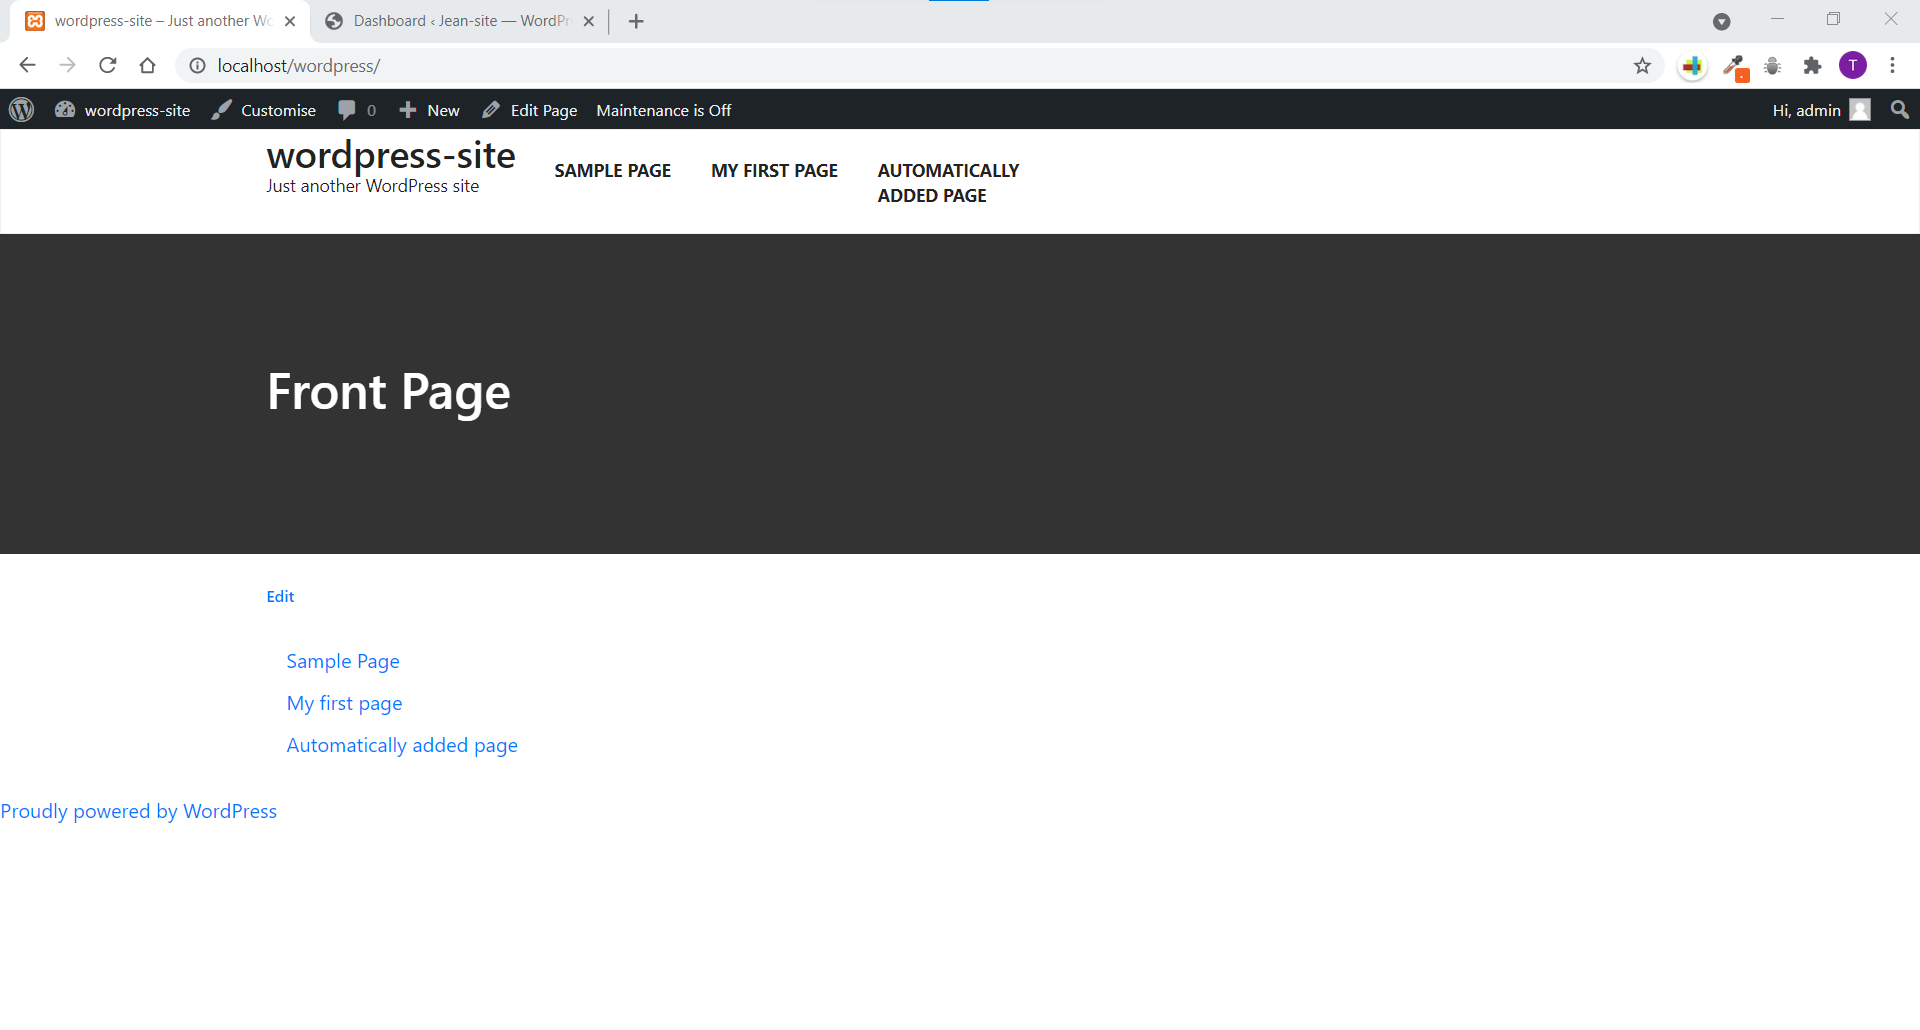 wordpress-site – Just another Wo
Dashboard ‹ Jean-site — WordPr
localhost/wordpress/
T
wordpress-site
Customise
0
New
Edit Page
Maintenance is Off
Hi, admin
wordpress-site
Just another WordPress site
SAMPLE PAGE
MY FIRST PAGE
AUTOMATICALLY
ADDED PAGE
Front Page
Edit
Sample Page
My first page
Automatically added page
Proudly powered by WordPress